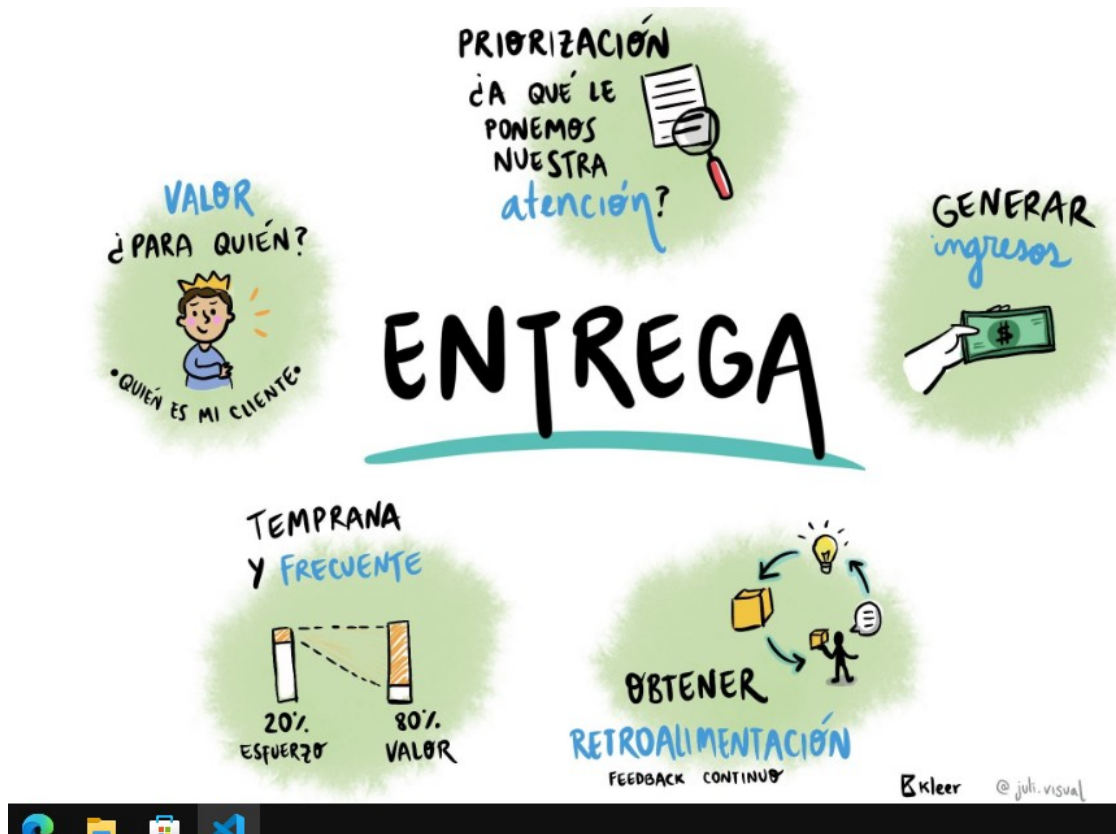 PRIORIZACIÓN
¿A QUÉ LE
PONEMOS
NUESTRA
atención?
VALOR
¿PARA QUIÉN?
•QUIÉN ES MI CLIENTE•
GENERAR
ingresos
$
ENTREGA
TEMPRANA
Y FRECUENTE
20% 80%
ESFUERZO VALOR
OBTENER
RETROALIMENTACIÓN
FEEDBACK CONTINUO
Kleer @juli.visual